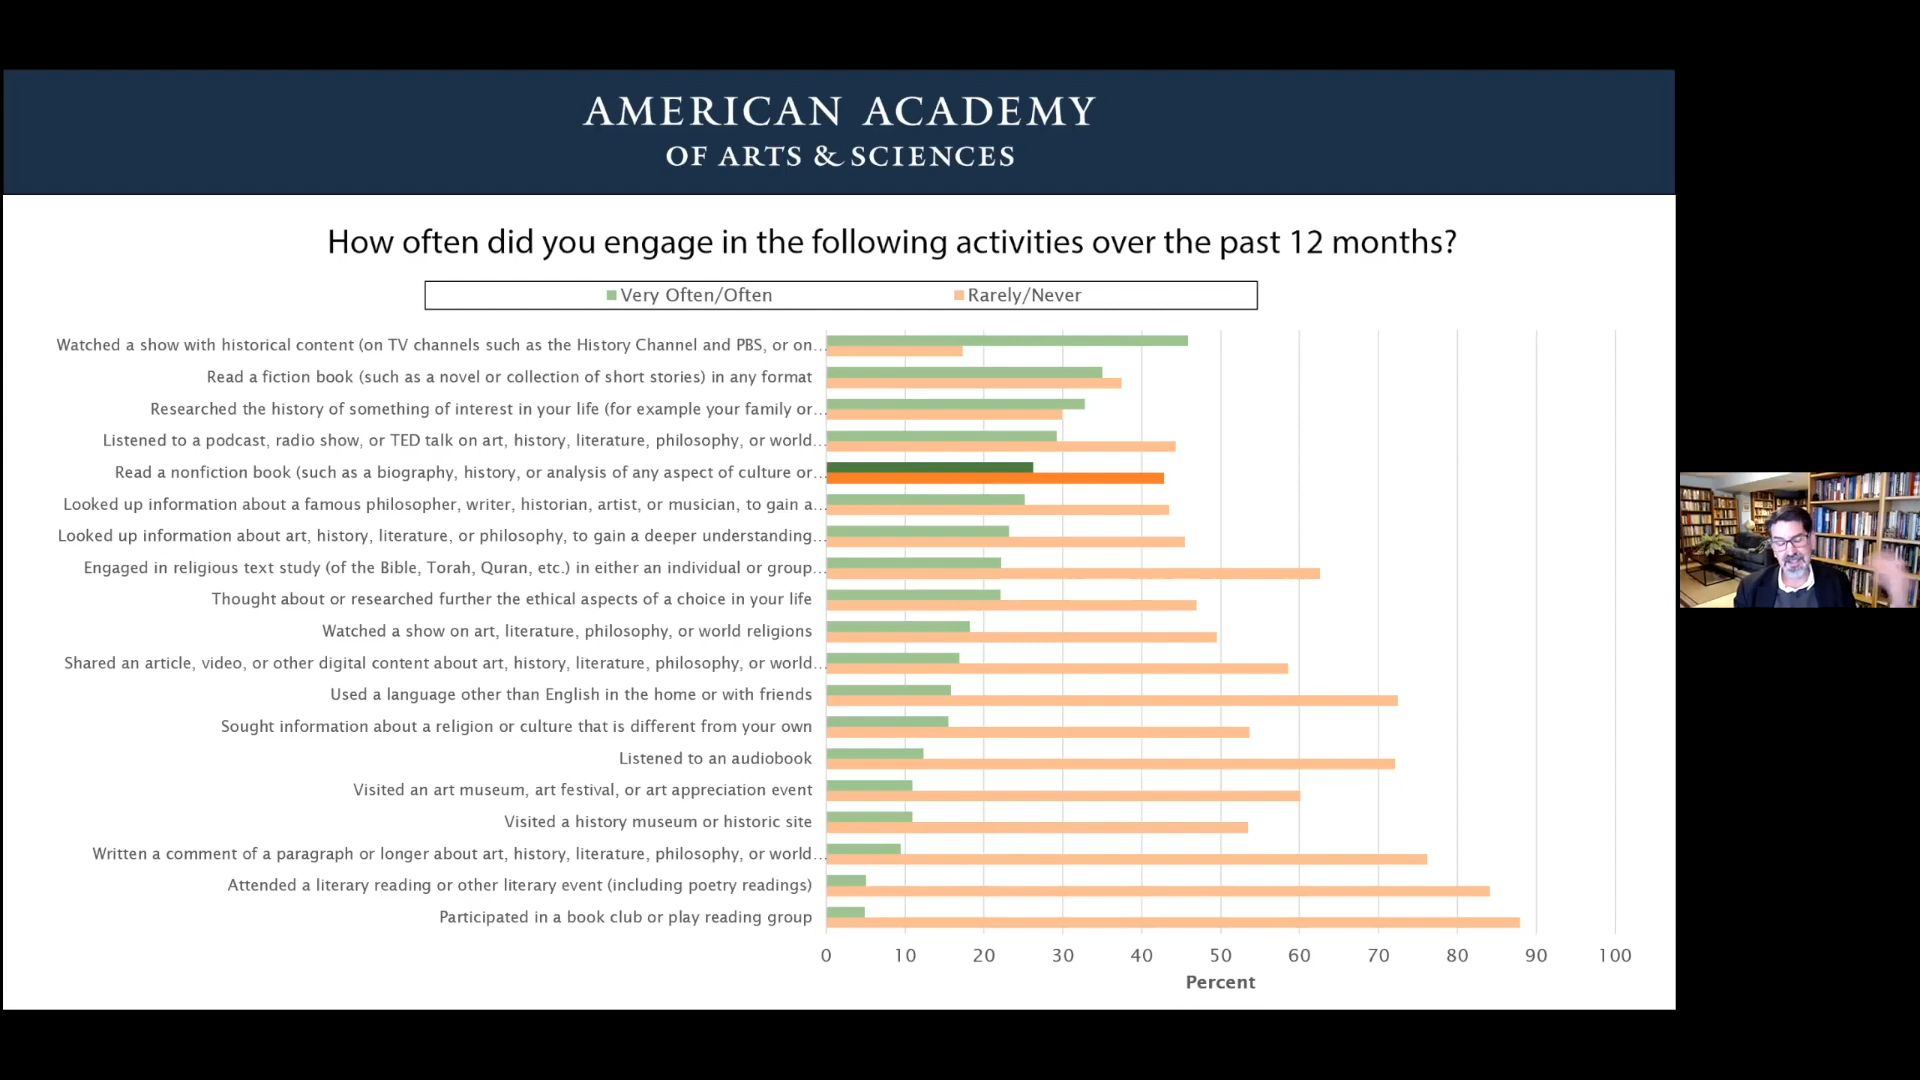 AMERICAN ACADEMY
OF ARTS & SCIENCES
How often did you engage in the following activities over the past 12 months?
Very Often/Often
Rarely/Never
Watched a show with historical content (on TV channels such as the History Channel and PBS, or on...
Read a fiction book (such as a novel or collection of short stories) in any format
Researched the history of something of interest in your life (for example your family or...
Listened to a podcast, radio show, or TED talk on art, history, literature, philosophy, or world...
Read a nonfiction book (such as a biography, history, or analysis of any aspect of culture or...
Looked up information about a famous philosopher, writer, historian, artist, or musician, to gain a...
Looked up information about art, history, literature, or philosophy, to gain a deeper understanding...
Engaged in religious text study (of the Bible, Torah, Quran, etc.) in either an individual or group...
Thought about or researched further the ethical aspects of a choice in your life
Watched a show on art, literature, philosophy, or world religions
Shared an article, video, or other digital content about art, history, literature, philosophy, or world...
Used a language other than English in the home or with friends
Sought information about a religion or culture that is different from your own
Listened to an audiobook
Visited an art museum, art festival, or art appreciation event
Visited a history museum or historic site
Written a comment of a paragraph or longer about art, history, literature, philosophy, or world...
Attended a literary reading or other literary event (including poetry readings)
Participated in a book club or play reading group
0 10 20 30 40 50 60 70 80 90 100
Percent